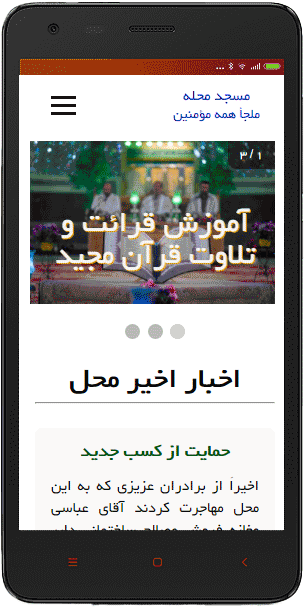 مسجد محله
ملجأ همه مؤمنین
۳ / ۱
آموزش قرائت و
تلاوت قرآن مجید
اخبار اخیر محل
حمایت از کسب جدید
اخیراً از برادران عزیزی که به این
محل مهاجرت کردند آقای عباسی